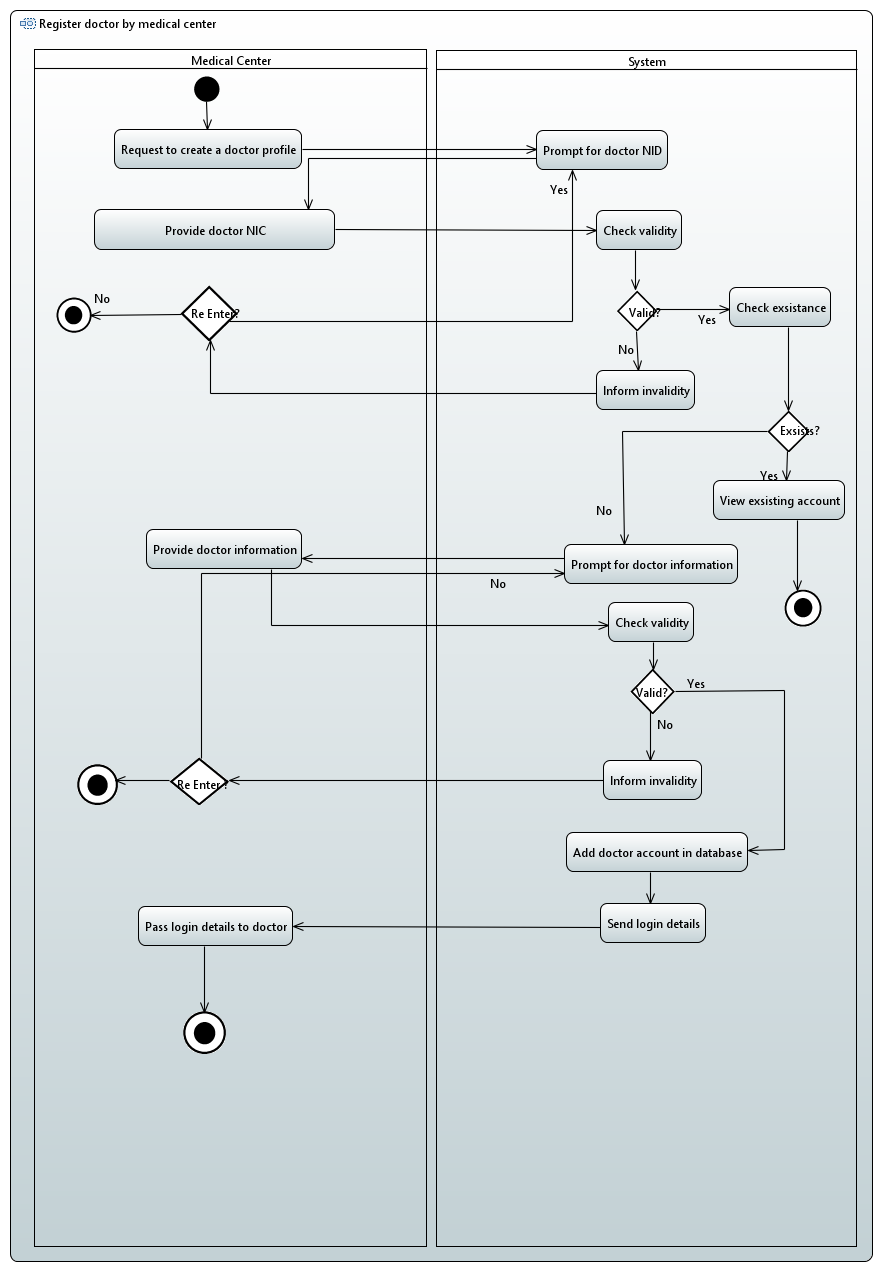 Register doctor by medical center
Medical Center
System
Request to create a doctor profile
Prompt for doctor NID
Yes
Provide doctor NIC
Check validity
No
Re Enter?
Valid?
Yes
Check exsistance
No
Inform invalidity
Exsists?
Yes
View exsisting account
No
Provide doctor information
Prompt for doctor information
No
Check validity
Valid?
Yes
No
Re Enter ?
Inform invalidity
Add doctor account in database
Pass login details to doctor
Send login details